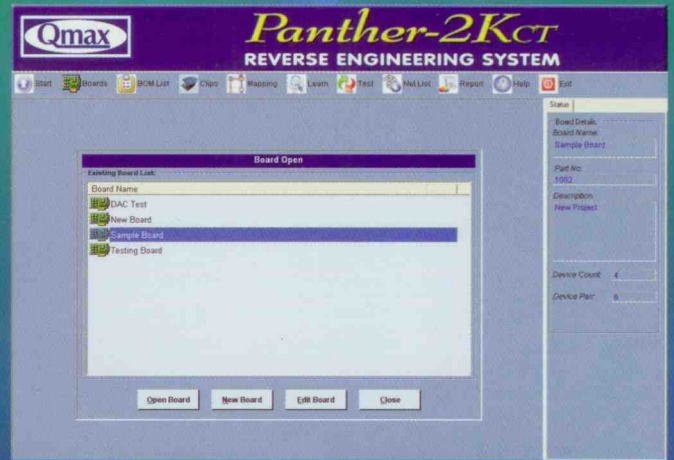 Qmax
Panther-2KCT
REVERSE ENGINEERING SYSTEM
Start Boards BOM List Clips Mapping Learn Test Net List Report Help Exit
Status
Board Details
Board Name
Sample Board
Part No:
1002
Description
New Project
Device Count: 4
Device Pair: 6
Board Open
Existing Board List:
Board Name
DAC Test
New Board
Sample Board
Testing Board
Open Board New Board Edit Board Close